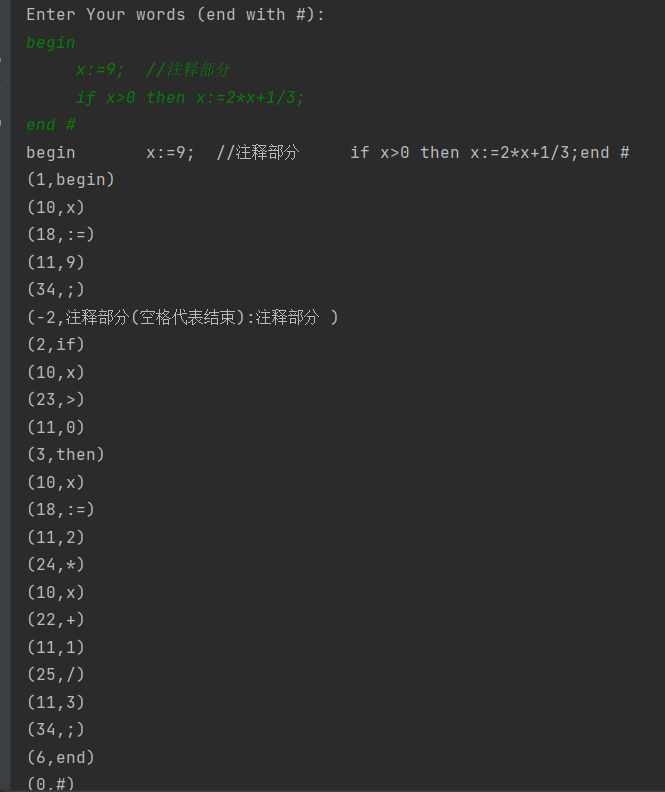 Enter Your words (end with #):
begin
     x:=9;  //注释部分
     if x>0 then x:=2*x+1/3;
end #
begin       x:=9;  //注释部分     if x>0 then x:=2*x+1/3;end #
(1,begin)
(10,x)
(18,:=)
(11,9)
(34,;)
(-2,注释部分(空格代表结束):注释部分 )
(2,if)
(10,x)
(23,>)
(11,0)
(3,then)
(10,x)
(18,:=)
(11,2)
(24,*)
(10,x)
(22,+)
(11,1)
(25,/)
(11,3)
(34,;)
(6,end)
(0,#)